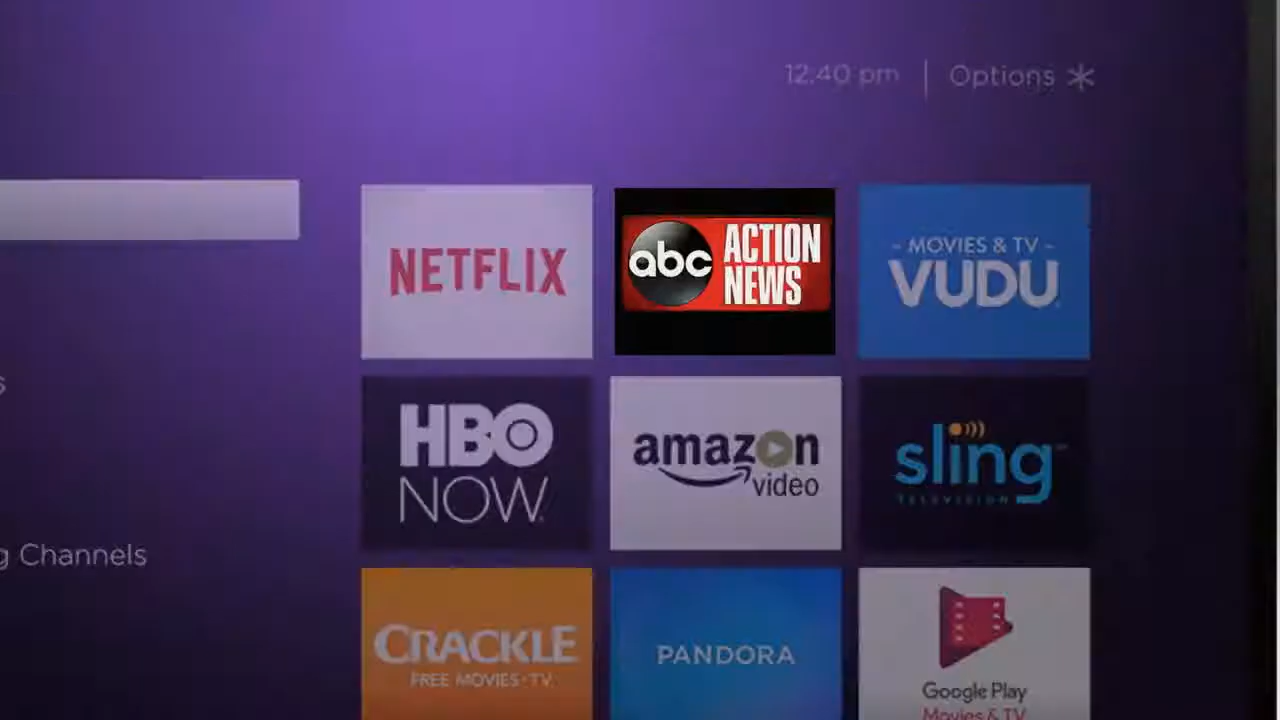 12:40 pm | Options
NETFLIX
abc ACTION
NEWS
- MOVIES & TV -
VUDU
HBO
NOW
amazon
video
sling
TELEVISION
g Channels
CRACKLE
FREE MOVIES · TV
PANDORA
Google Play
Movies & TV